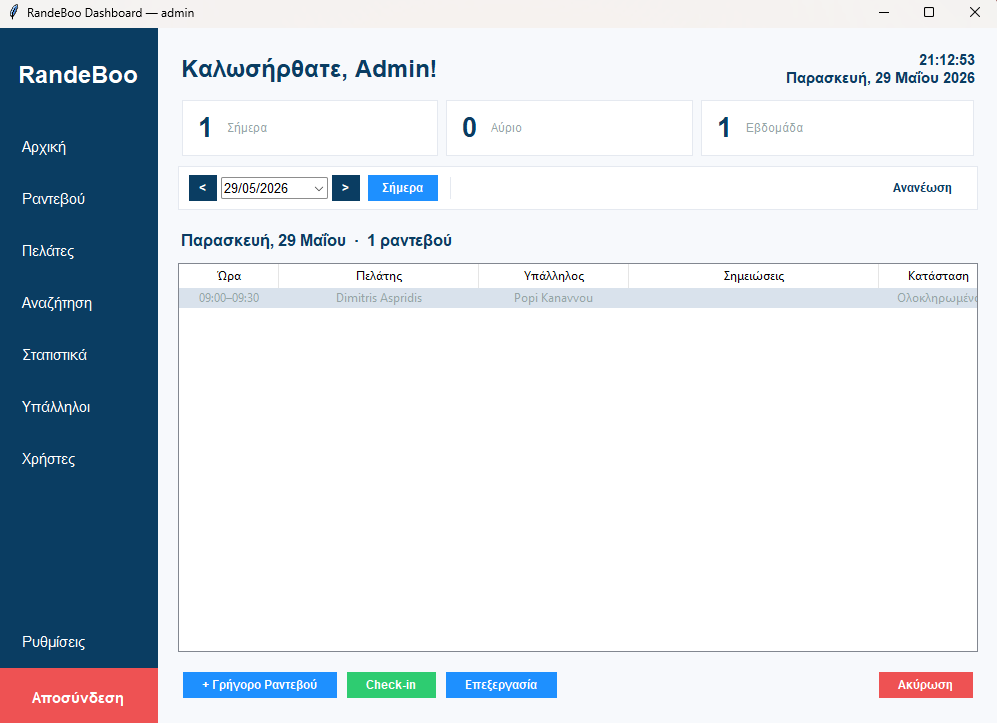 RandeBoo Dashboard — admin
RandeBoo
Αρχική
Ραντεβού
Πελάτες
Αναζήτηση
Στατιστικά
Υπάλληλοι
Χρήστες
Ρυθμίσεις
Αποσύνδεση
Καλωσήρθατε, Admin!
21:12:53
Παρασκευή, 29 Μαΐου 2026
1 Σήμερα
0 Αύριο
1 Εβδομάδα
< 29/05/2026 > Σήμερα Ανανέωση
Παρασκευή, 29 Μαΐου · 1 ραντεβού
Ώρα Πελάτης Υπάλληλος Σημειώσεις Κατάσταση
09:00–09:30 Dimitris Aspridis Popi Kanavvou Ολοκληρωμένο
+ Γρήγορο Ραντεβού Check-in Επεξεργασία Ακύρωση